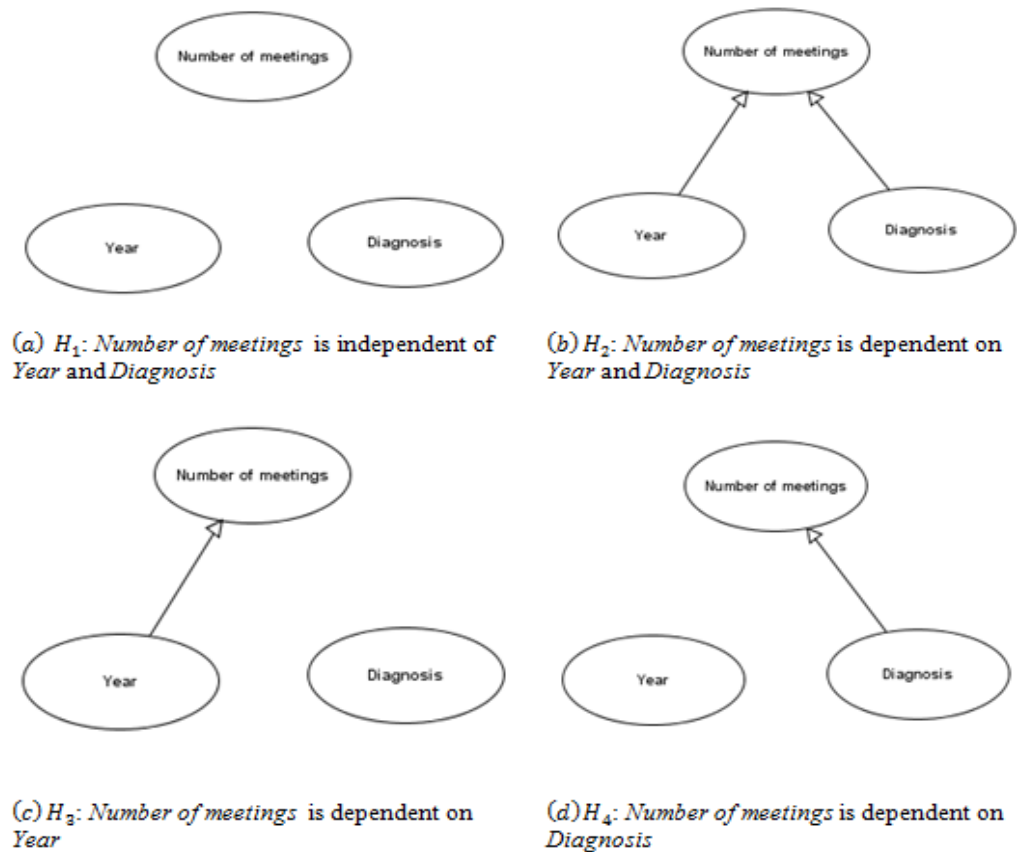 Number of meetings
Year
Diagnosis
(a) H₁: Number of meetings is independent of
Year and Diagnosis
Number of meetings
Year
Diagnosis
(b) H₂: Number of meetings is dependent on
Year and Diagnosis
Number of meetings
Year
Diagnosis
(c) H₃: Number of meetings is dependent on
Year
Number of meetings
Year
Diagnosis
(d) H₄: Number of meetings is dependent on
Diagnosis